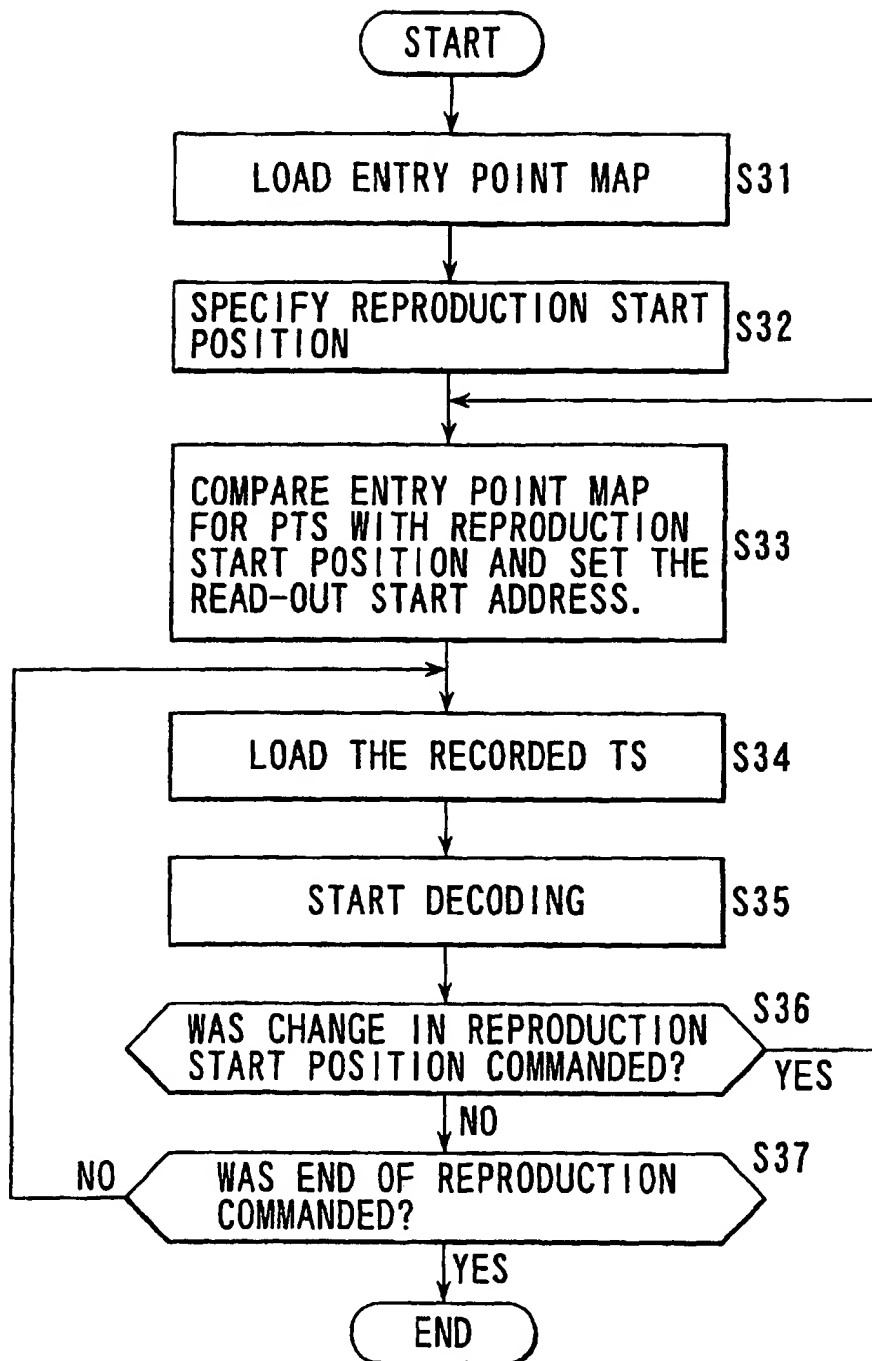 START
LOAD ENTRY POINT MAP
S31
SPECIFY REPRODUCTION START
POSITION
S32
COMPARE ENTRY POINT MAP
FOR PTS WITH REPRODUCTION
START POSITION AND SET THE
READ-OUT START ADDRESS.
S33
LOAD THE RECORDED TS
S34
START DECODING
S35
WAS CHANGE IN REPRODUCTION
START POSITION COMMANDED?
S36
YES
NO
WAS END OF REPRODUCTION
COMMANDED?
S37
NO
YES
END